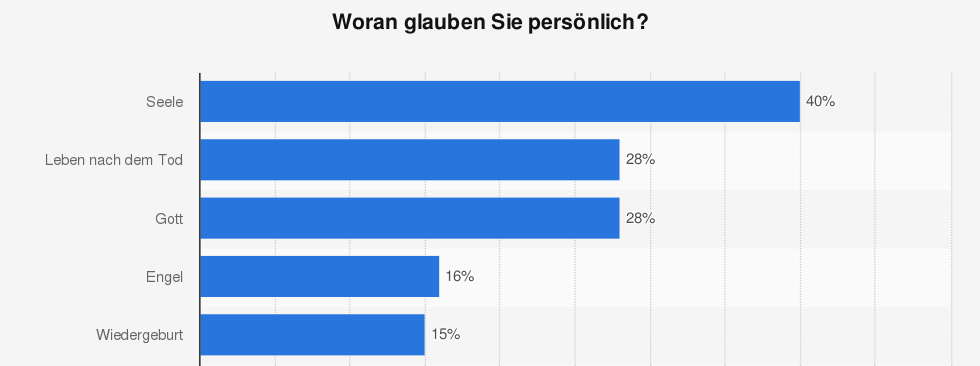 Woran glauben Sie persönlich?
Seele 40%
Leben nach dem Tod 28%
Gott 28%
Engel 16%
Wiedergeburt 15%